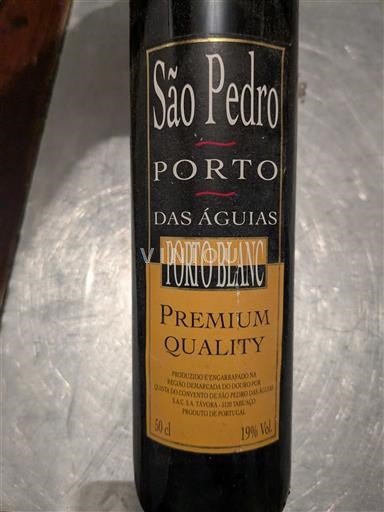 São Pedro
PORTO
DAS ÁGUIAS
PORTO BLANC
PREMIUM
QUALITY
PRODUZIDO E ENGARRAFADO NA
REGIÃO DEMARCADA DO DOURO POR
QUINTA DO CONVENTO DE SÃO PEDRO DAS ÁGUIAS
S.A.C. S.A. TÁVORA - 5120 TABUAÇO
PRODUTO DE PORTUGAL
50 cl 19% Vol.